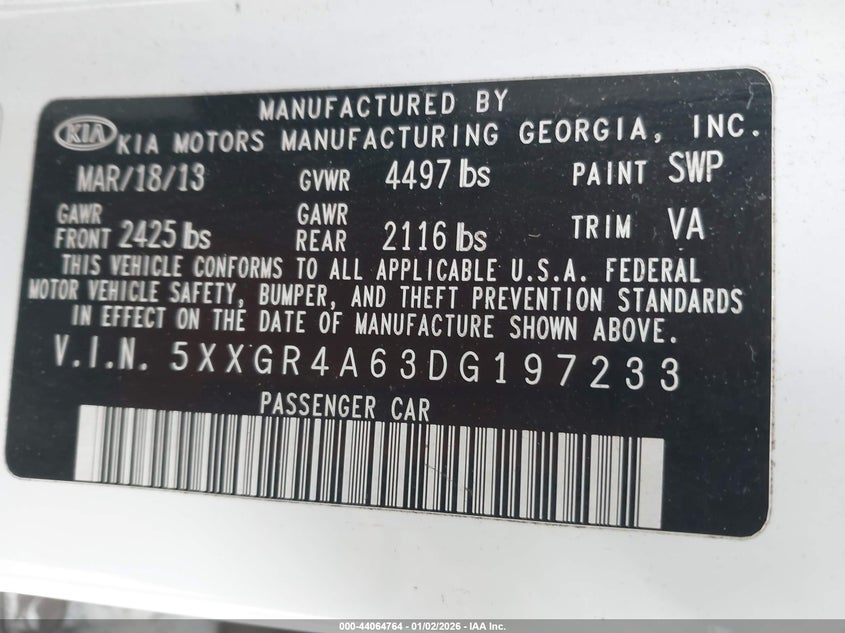 MANUFACTURED BY
KIA KIA MOTORS MANUFACTURING GEORGIA, INC.
MAR/18/13 GVWR 4497 lbs PAINT SWP
GAWR FRONT 2425 lbs GAWR REAR 2116 lbs TRIM VA
THIS VEHICLE CONFORMS TO ALL APPLICABLE U.S.A. FEDERAL
MOTOR VEHICLE SAFETY, BUMPER, AND THEFT PREVENTION STANDARDS
IN EFFECT ON THE DATE OF MANUFACTURE SHOWN ABOVE.
V.I.N. 5XXGR4A63DG197233
PASSENGER CAR
000-44064764 - 01/02/2026 - IAA Inc.